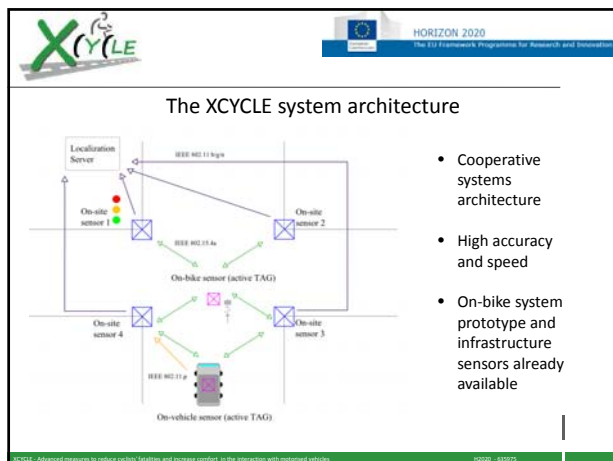 XCYCLE
HORIZON 2020
The EU Framework Programme for Research and Innovation
The XCYCLE system architecture
Localization
Server
IEEE 802.11 b/g/n
On-site
sensor 1
On-site
sensor 2
IEEE 802.15.4a
On-bike sensor (active TAG)
On-site
sensor 4
On-site
sensor 3
IEEE 802.11.p
On-vehicle sensor (active TAG)
• Cooperative
systems
architecture
• High accuracy
and speed
• On-bike system
prototype and
infrastructure
sensors already
available
XCYCLE - Advanced measures to reduce cyclists' fatalities and increase comfort in the interaction with motorised vehicles
H2020 - 635975